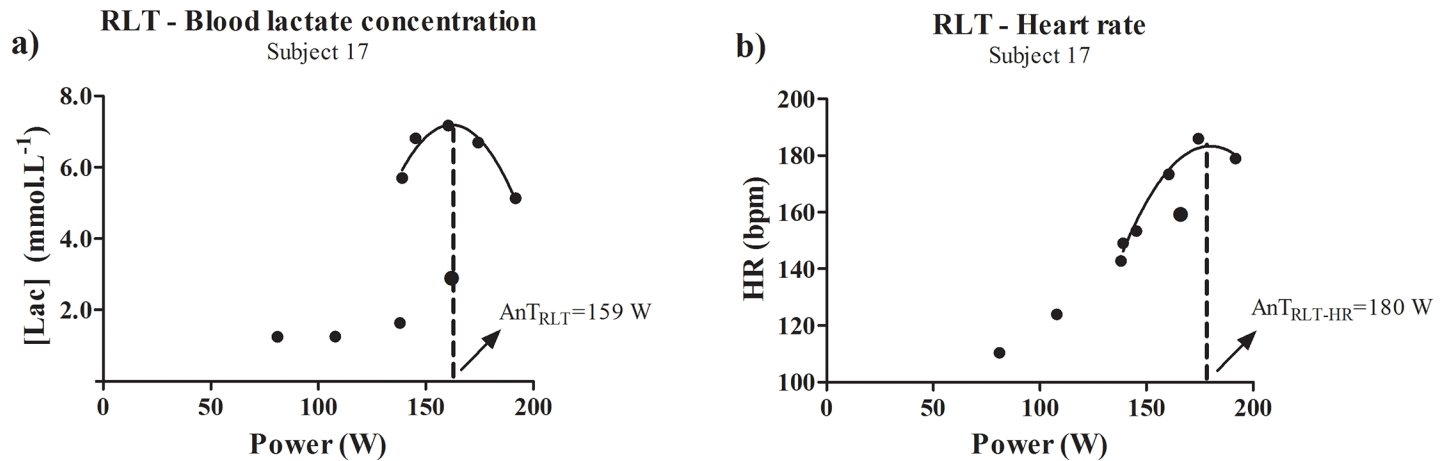 a)
RLT - Blood lactate concentration
Subject 17
[Lac] (mmol.L-1)
8.0
6.0
4.0
2.0
0
50
100
150
200
Power (W)
AnTRLT=159 W
b)
RLT - Heart rate
Subject 17
HR (bpm)
200
180
160
140
120
100
0
50
100
150
200
Power (W)
AnTRLT-HR=180 W